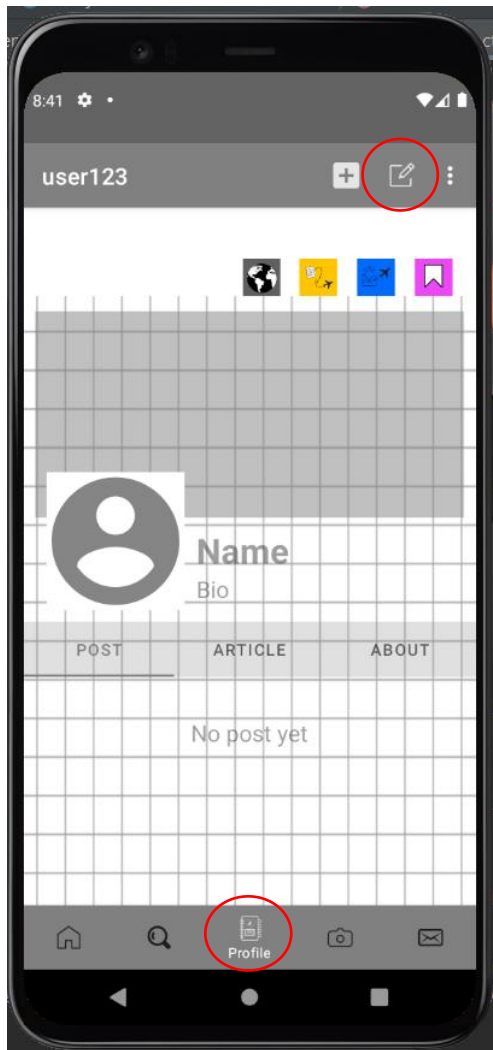 8:41
user123
Name
Bio
POST ARTICLE ABOUT
No post yet
Profile